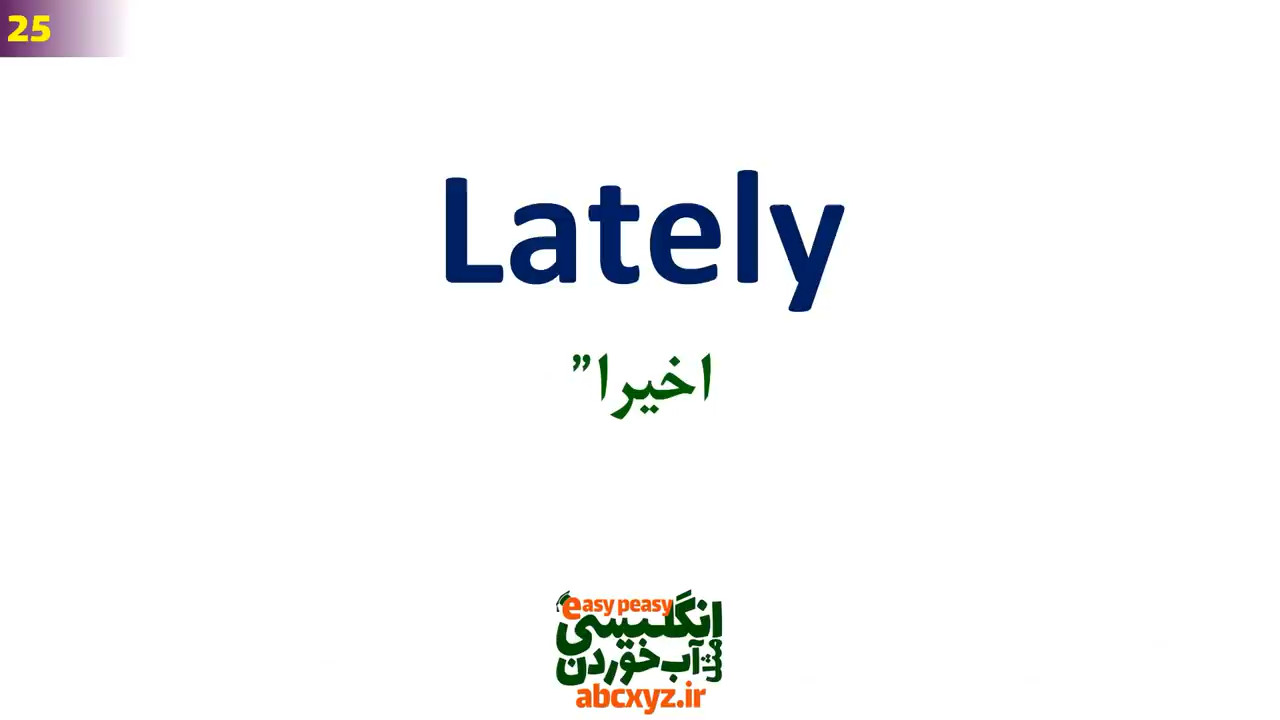 25
Lately
اخیرا”
easy peasy
انگلیسی
مثل آب خوردن
abcxyz.ir